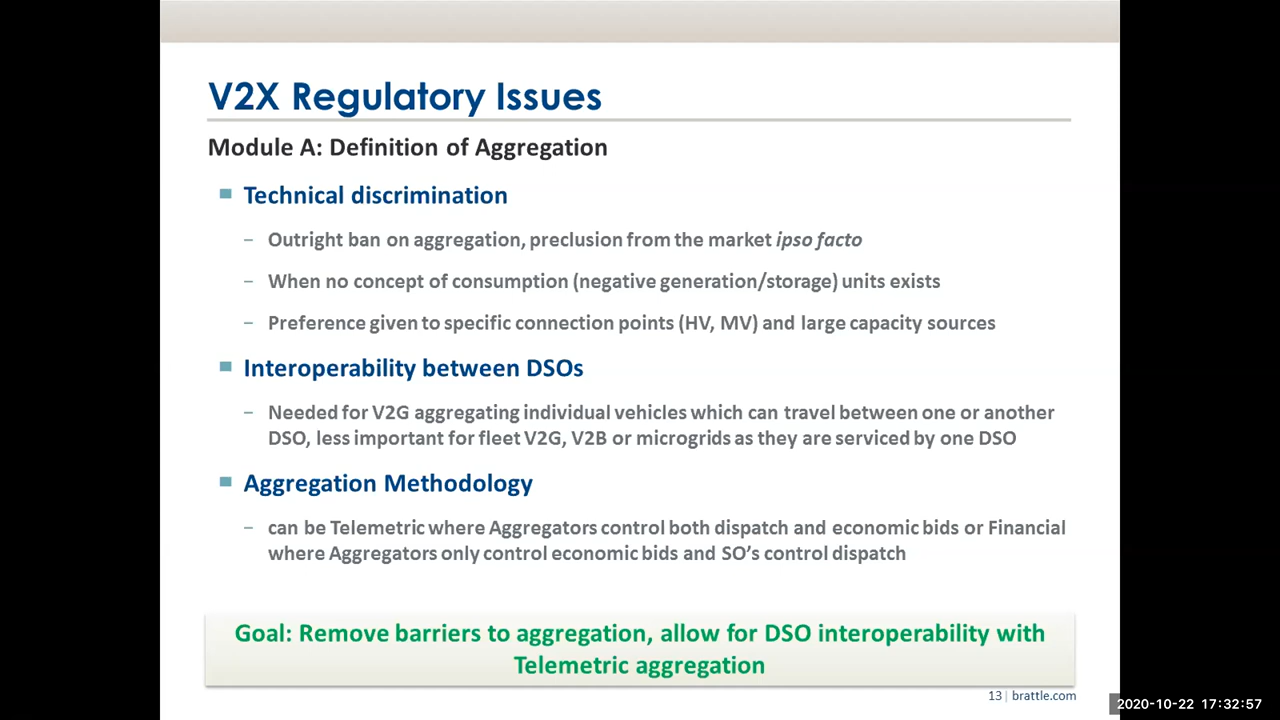 V2X Regulatory Issues
Module A: Definition of Aggregation
Technical discrimination
– Outright ban on aggregation, preclusion from the market ipso facto
– When no concept of consumption (negative generation/storage) units exists
– Preference given to specific connection points (HV, MV) and large capacity sources
Interoperability between DSOs
– Needed for V2G aggregating individual vehicles which can travel between one or another
DSO, less important for fleet V2G, V2B or microgrids as they are serviced by one DSO
Aggregation Methodology
– can be Telemetric where Aggregators control both dispatch and economic bids or Financial
where Aggregators only control economic bids and SO’s control dispatch
Goal: Remove barriers to aggregation, allow for DSO interoperability with
Telemetric aggregation
13 | brattle.com
2020-10-22 17:32:57